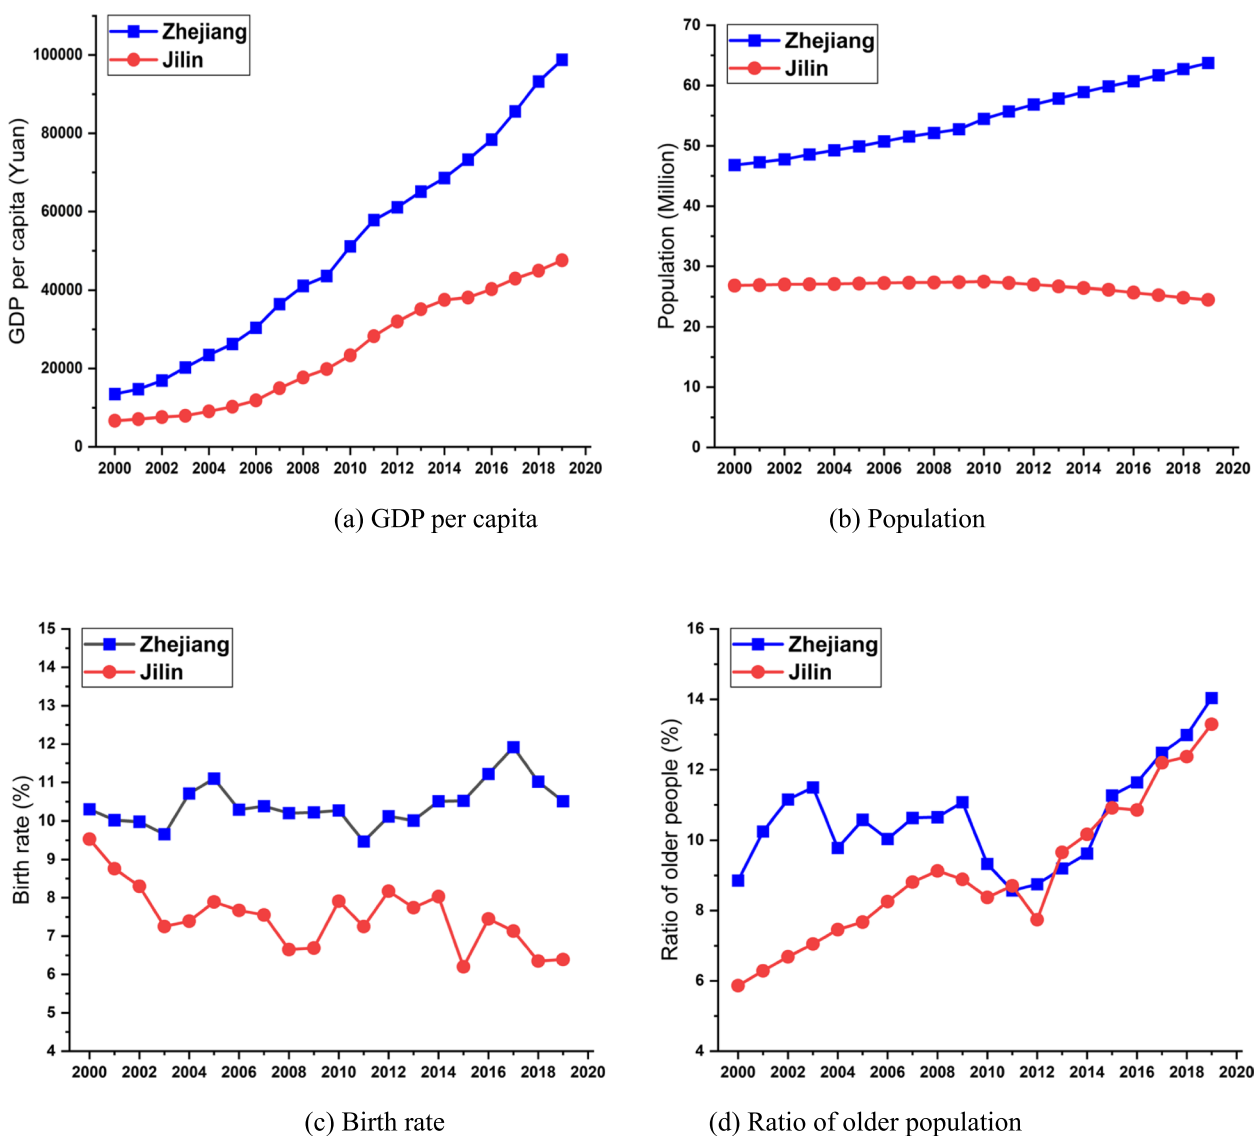 Zhejiang
Jilin
GDP per capita (Yuan)
100000
80000
60000
40000
20000
0
2000 2002 2004 2006 2008 2010 2012 2014 2016 2018 2020
(a) GDP per capita
Zhejiang
Jilin
Population (Million)
70
60
50
40
30
20
10
0
2000 2002 2004 2006 2008 2010 2012 2014 2016 2018 2020
(b) Population
Zhejiang
Jilin
Birth rate (%)
15
14
13
12
11
10
9
8
7
6
5
4
2000 2002 2004 2006 2008 2010 2012 2014 2016 2018 2020
(c) Birth rate
Zhejiang
Jilin
Ratio of older people (%)
16
14
12
10
8
6
4
2000 2002 2004 2006 2008 2010 2012 2014 2016 2018 2020
(d) Ratio of older population